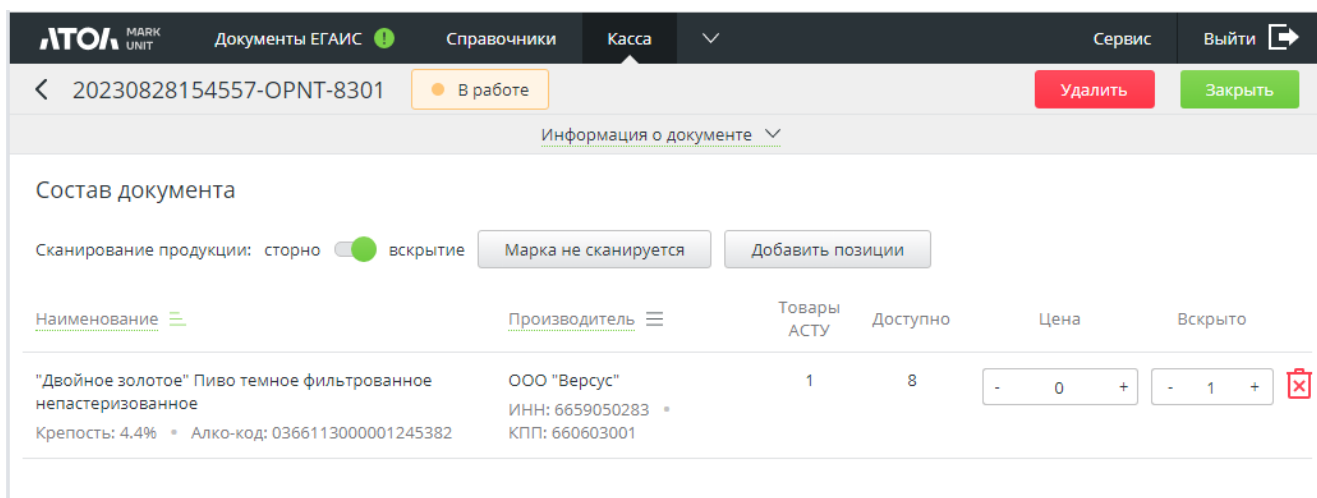 АТОЛ MARK UNIT Документы ЕГАИС ! Справочники Касса Сервис Выйти
20230828154557-OPNT-8301 В работе Удалить Закрыть
Информация о документе
Состав документа
Сканирование продукции: сторно вскрытие Марка не сканируется Добавить позиции
Наименование Производитель Товары АСТУ Доступно Цена Вскрыто
"Двойное золотое" Пиво темное фильтрованное ООО "Версус" 1 8 - 0 + - 1 +
непастеризованное ИНН: 6659050283
Крепость: 4.4% • Алко-код: 0366113000001245382 КПП: 660603001